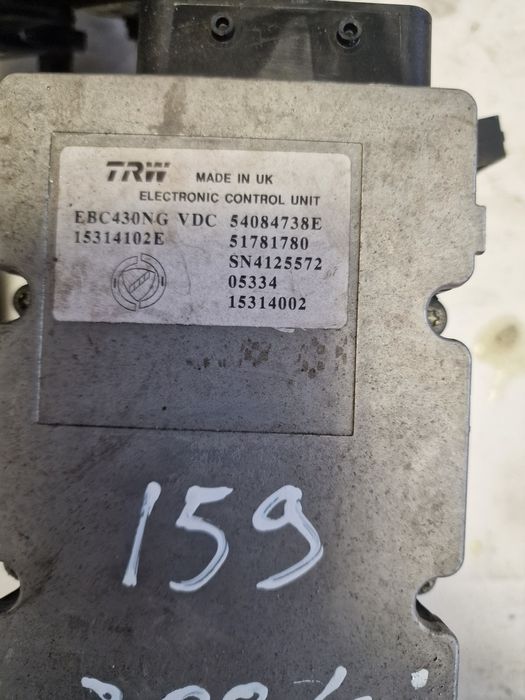 TRW MADE IN UK
ELECTRONIC CONTROL UNIT
EBC430NG VDC 54084738E
15314102E 51781780
SN4125572
05334
15314002
159